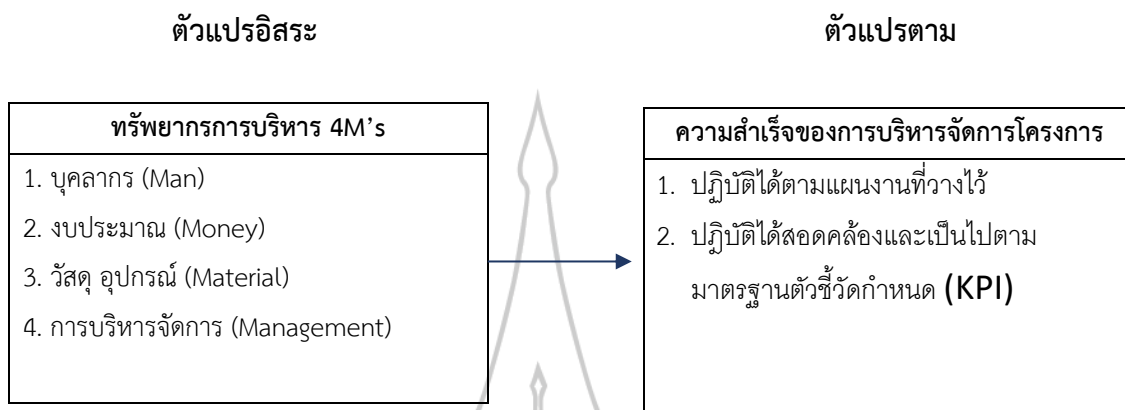 ตัวแปรอิสระ
ตัวแปรตาม
ทรัพยากรการบริหาร 4M’s
1. บุคลากร (Man)
2. งบประมาณ (Money)
3. วัสดุ อุปกรณ์ (Material)
4. การบริหารจัดการ (Management)
ความสำเร็จของการบริหารจัดการโครงการ
1. ปฏิบัติได้ตามแผนงานที่วางไว้
2. ปฎิบัติได้สอดคล้องและเป็นไปตาม
มาตรฐานตัวชี้วัดกำหนด (KPI)